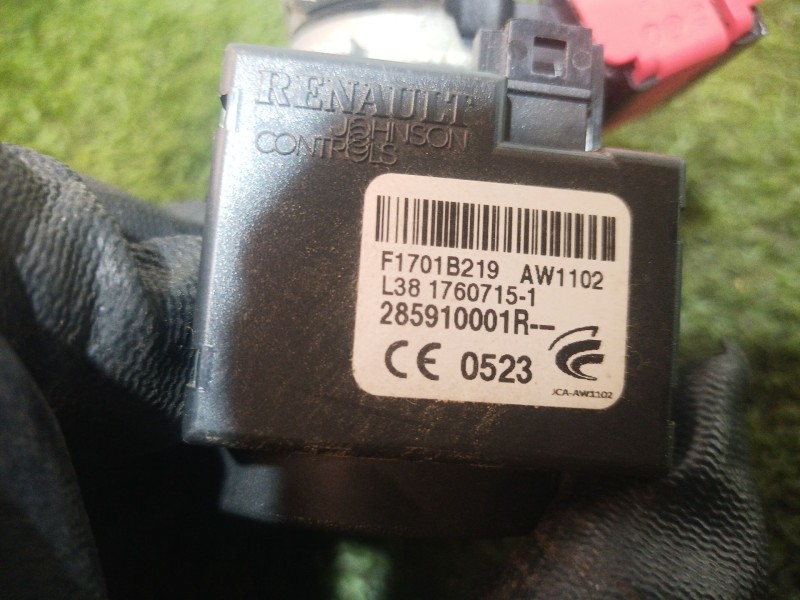 RENAULT
JOHNSON
CONTROLS
F1701B219 AW1102
L38 1760715-1
285910001R--
CE 0523
JCA-AW1102